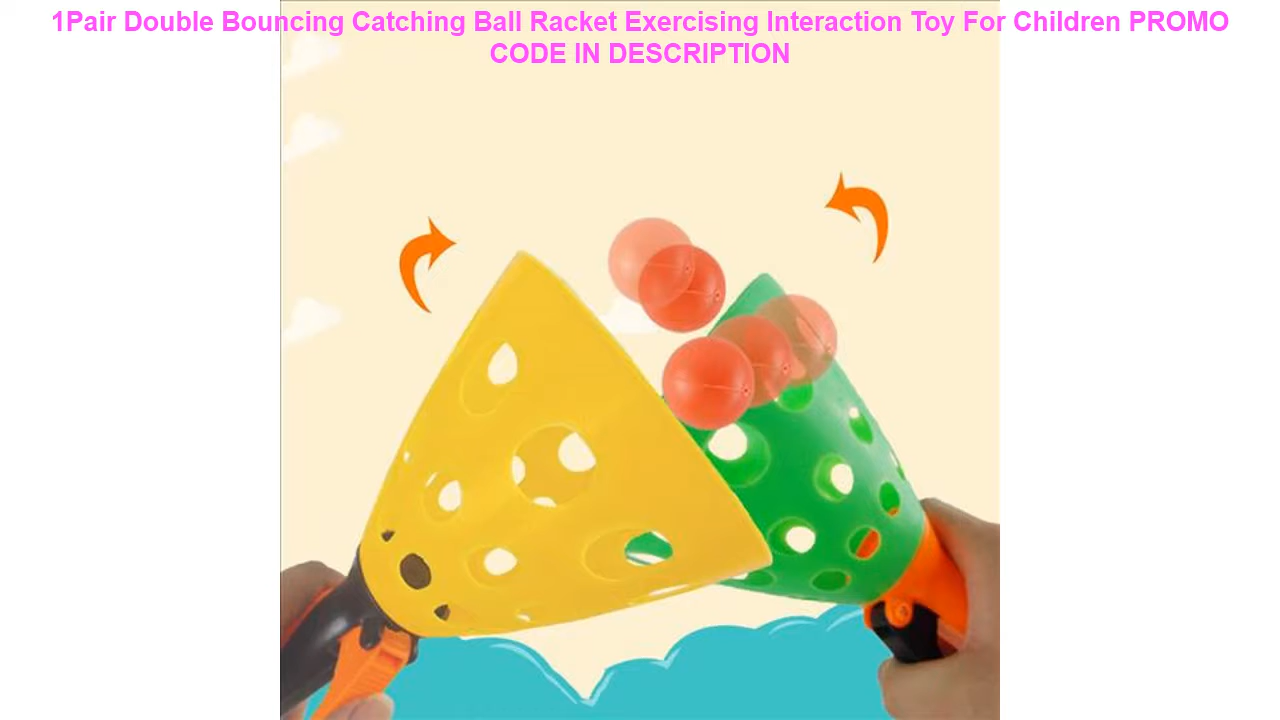 1Pair Double Bouncing Catching Ball Racket Exercising Interaction Toy For Children PROMO
CODE IN DESCRIPTION